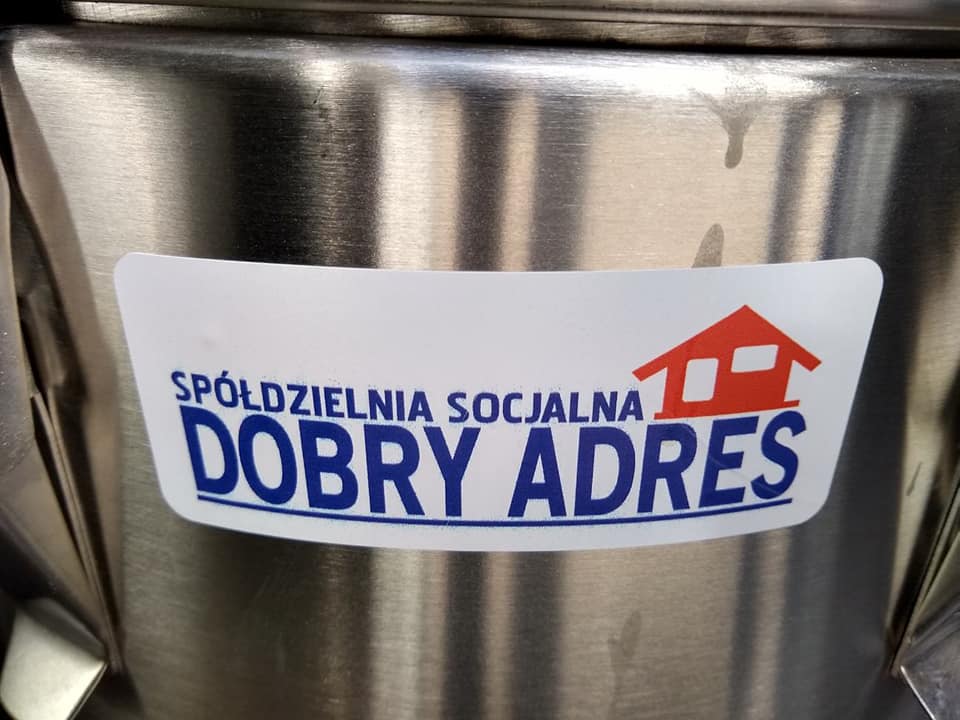 SPÓŁDZIELNIA SOCJALNA
DOBRY ADRES